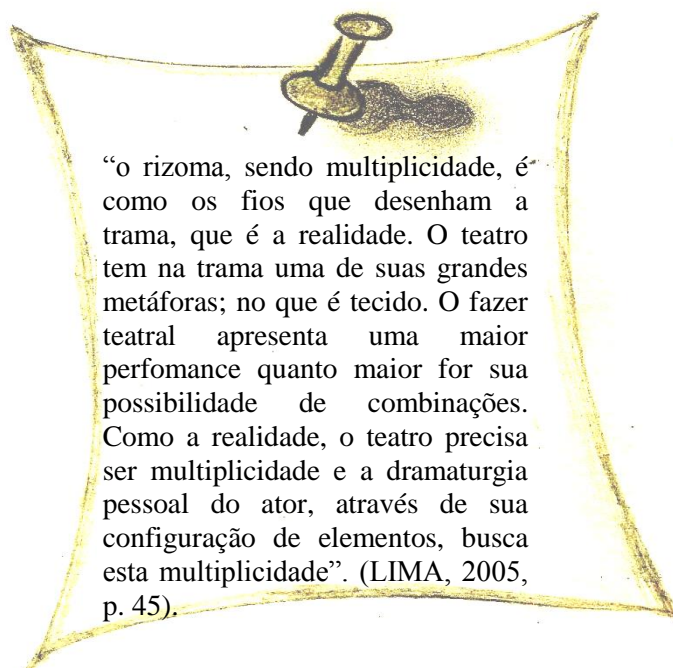 “o rizoma, sendo multiplicidade, é
como os fios que desenham a
trama, que é a realidade. O teatro
tem na trama uma de suas grandes
metáforas; no que é tecido. O fazer
teatral apresenta uma maior
perfomance quanto maior for sua
possibilidade de combinações.
Como a realidade, o teatro precisa
ser multiplicidade e a dramaturgia
pessoal do ator, através de sua
configuração de elementos, busca
esta multiplicidade”. (LIMA, 2005,
p. 45).